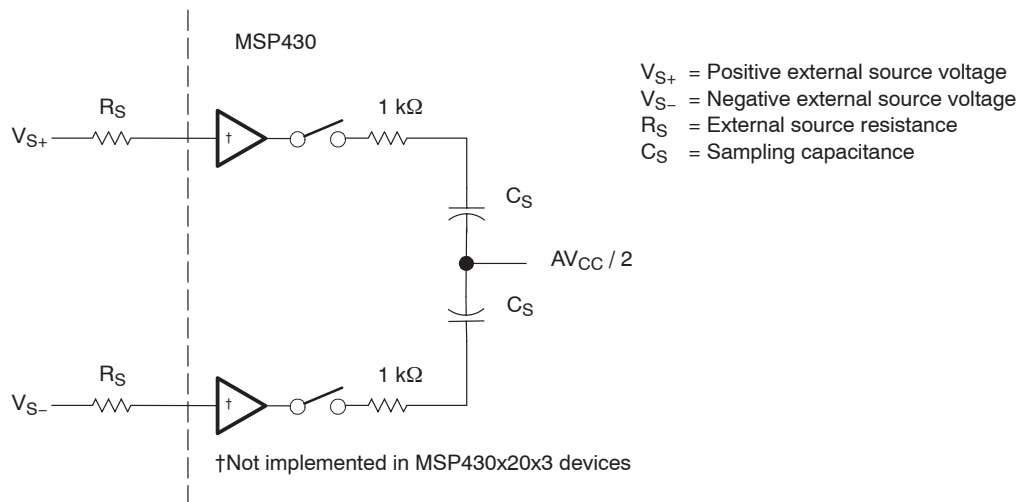 MSP430
V_S+ = Positive external source voltage
V_S− = Negative external source voltage
R_S = External source resistance
C_S = Sampling capacitance
R_S
1 kΩ
V_S+
†
C_S
AV_CC / 2
C_S
R_S
1 kΩ
V_S−
†
†Not implemented in MSP430x20x3 devices